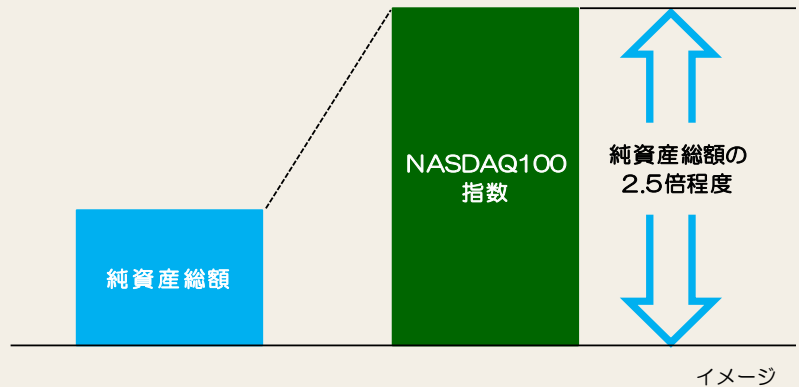 NASDAQ100
指数
純資産総額の
2.5倍程度
純資産総額
イメージ